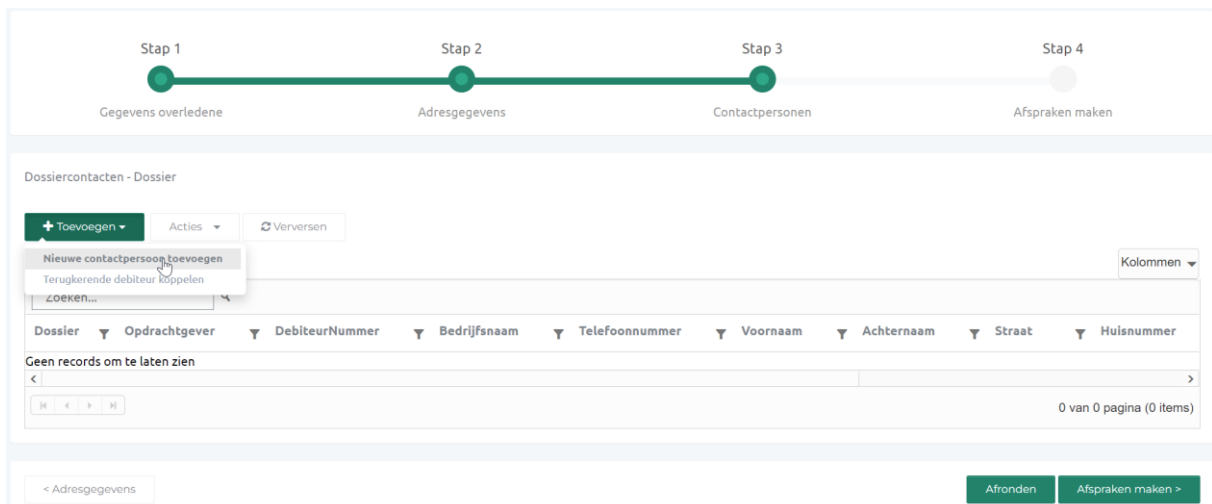 Stap 1 Stap 2 Stap 3 Stap 4
Gegevens overledene Adresgegevens Contactpersonen Afspraken maken
Dossiercontacten - Dossier
Toevoegen Acties Verversen
Nieuwe contactpersoon toevoegen
Kolommen
Terugkerende debiteur koppelen
Zoeken...
Dossier Opdrachtgever DebiteurNummer Bedrijfsnaam Telefoonnummer Voornaam Achternaam Straat Huisnummer
Geen records om te laten zien
0 van 0 pagina (0 items)
< Adresgegevens Afronden Afspraken maken >